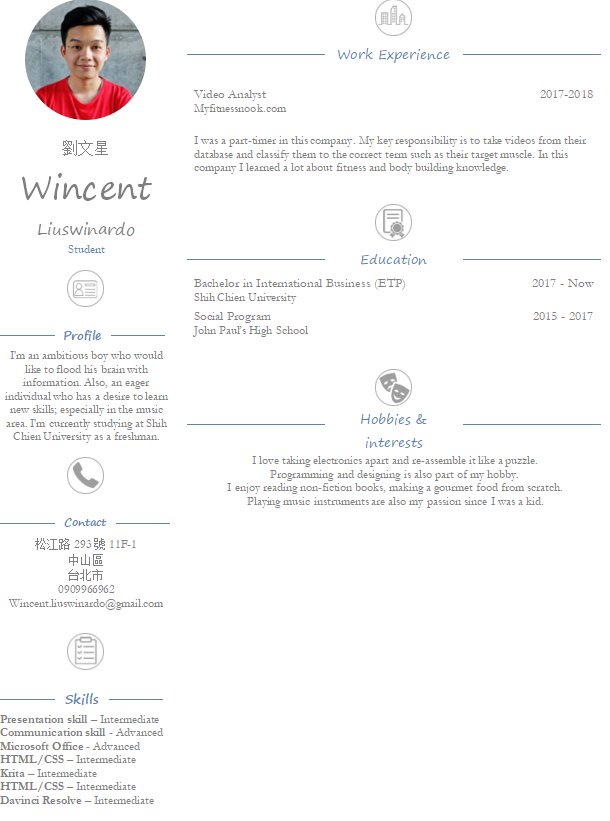 劉文星
Wincent
Liuswinardo
Student
Profile
I'm an ambitious boy who would
like to flood his brain with
information. Also, an eager
individual who has a desire to learn
new skills; especially in the music
area. I'm currently studying at Shih
Chien University as a freshman.
Contact
松江路 293 號 11F-1
中山區
台北市
0909966962
Wincent.liuswinardo@gmail.com
Skills
Presentation skill – Intermediate
Communication skill - Advanced
Microsoft Office - Advanced
HTML/CSS – Intermediate
Krita – Intermediate
HTML/CSS – Intermediate
Davinci Resolve – Intermediate
Work Experience
Video Analyst 2017-2018
Myfitnessnook.com
I was a part-timer in this company. My key responsibility is to take videos from their
database and classify them to the correct term such as their target muscle. In this
company I learned a lot about fitness and body building knowledge.
Education
Bachelor in International Business (ETP) 2017 - Now
Shih Chien University
Social Program 2015 - 2017
John Paul's High School
Hobbies &
interests
I love taking electronics apart and re-assemble it like a puzzle.
Programming and designing is also part of my hobby.
I enjoy reading non-fiction books, making a gourmet food from scratch.
Playing music instruments are also my passion since I was a kid.